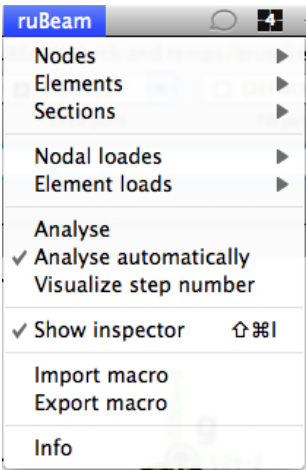 ruBeam 4
Nodes
Elements
Sections
Nodal loades
Element loads
Analyse
✓ Analyse automatically
Visualize step number
✓ Show inspector ⇧⌘I
Import macro
Export macro
Info